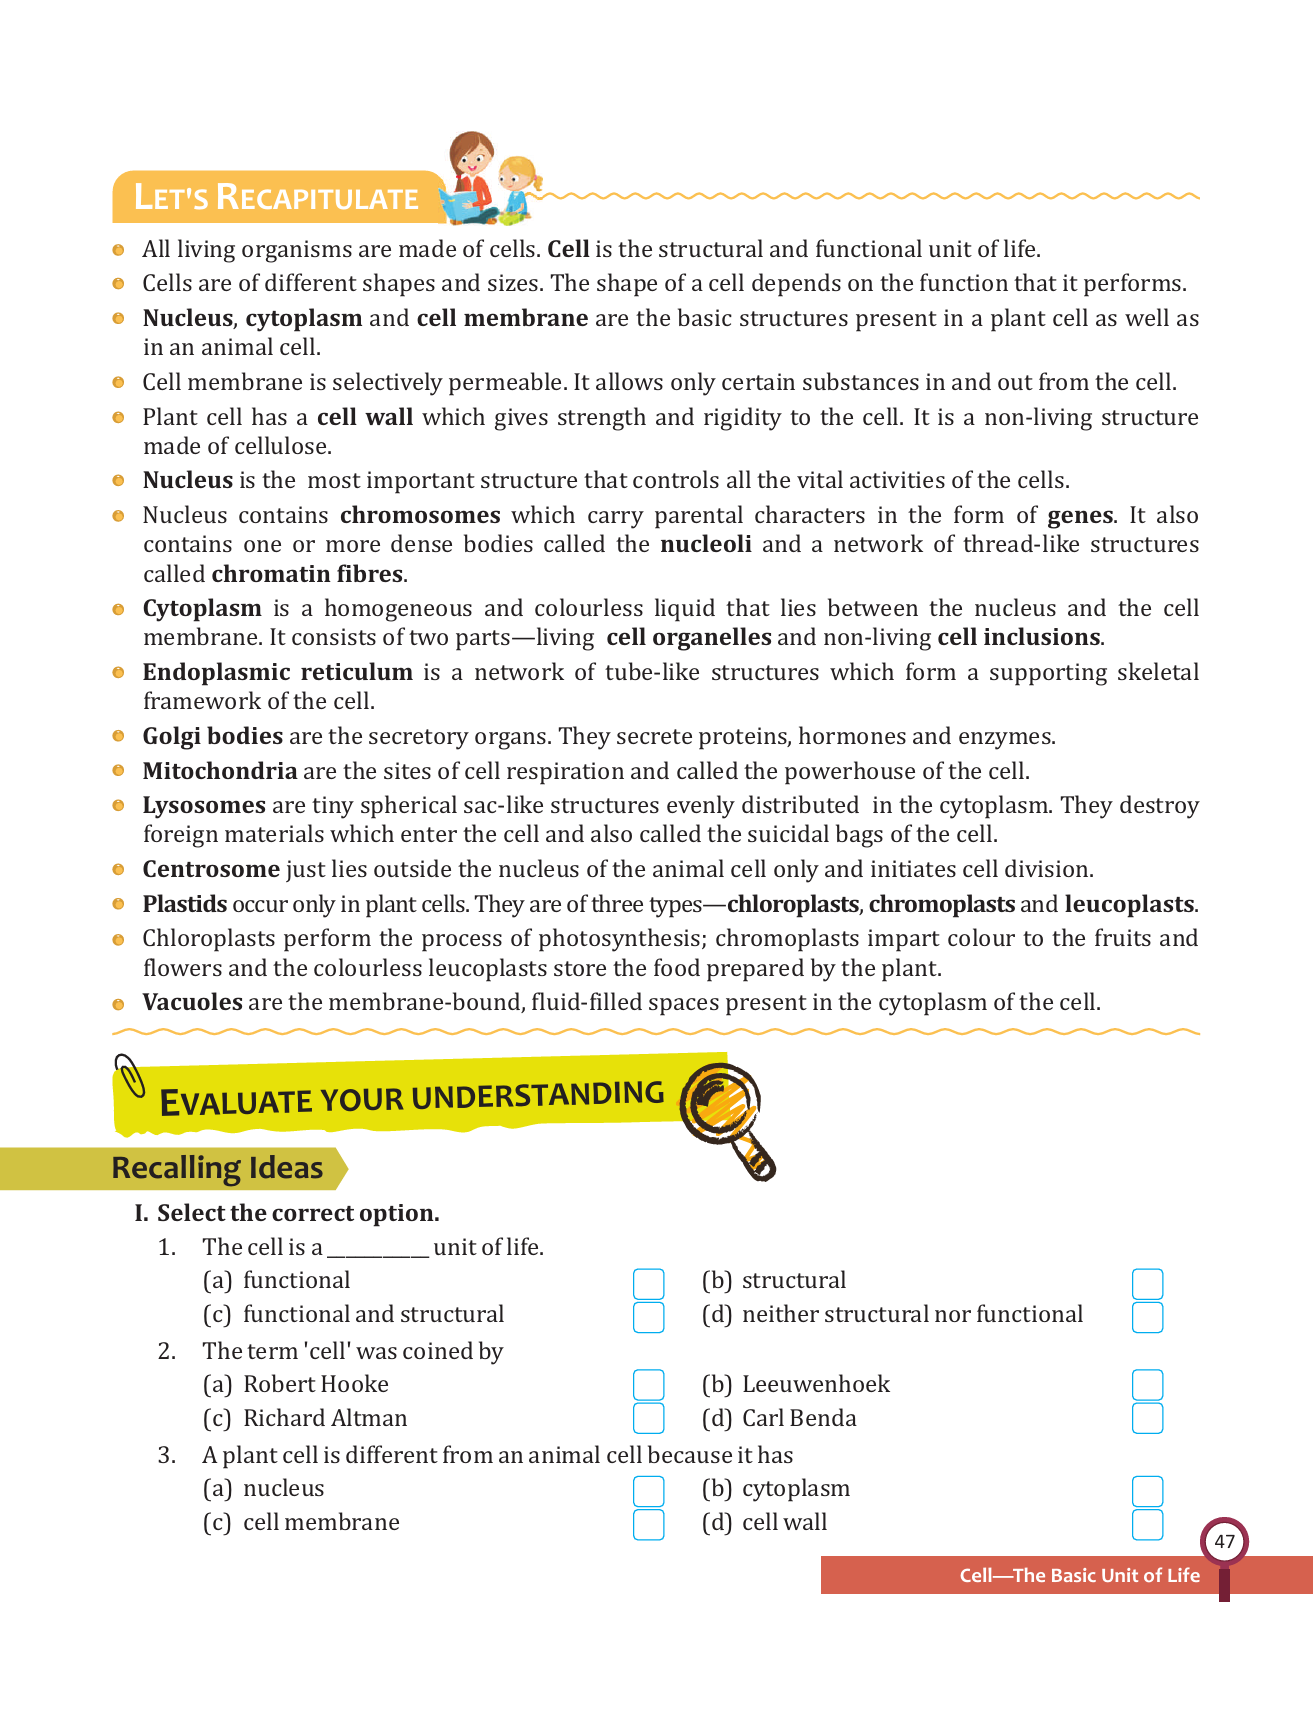 LET'S RECAPITULATE
All living organisms are made of cells. Cell is the structural and functional unit of life.
Cells are of different shapes and sizes. The shape of a cell depends on the function that it performs.
Nucleus, cytoplasm and cell membrane are the basic structures present in a plant cell as well as
in an animal cell.
Cell membrane is selectively permeable. It allows only certain substances in and out from the cell.
Plant cell has a cell wall which gives strength and rigidity to the cell. It is a non-living structure
made of cellulose.
Nucleus is the most important structure that controls all the vital activities of the cells.
Nucleus contains chromosomes which carry parental characters in the form of genes. It also
contains one or more dense bodies called the nucleoli and a network of thread-like structures
called chromatin fibres.
Cytoplasm is a homogeneous and colourless liquid that lies between the nucleus and the cell
membrane. It consists of two parts—living cell organelles and non-living cell inclusions.
Endoplasmic reticulum is a network of tube-like structures which form a supporting skeletal
framework of the cell.
Golgi bodies are the secretory organs. They secrete proteins, hormones and enzymes.
Mitochondria are the sites of cell respiration and called the powerhouse of the cell.
Lysosomes are tiny spherical sac-like structures evenly distributed in the cytoplasm. They destroy
foreign materials which enter the cell and also called the suicidal bags of the cell.
Centrosome just lies outside the nucleus of the animal cell only and initiates cell division.
Plastids occur only in plant cells. They are of three types—chloroplasts, chromoplasts and leucoplasts.
Chloroplasts perform the process of photosynthesis; chromoplasts impart colour to the fruits and
flowers and the colourless leucoplasts store the food prepared by the plant.
Vacuoles are the membrane-bound, fluid-filled spaces present in the cytoplasm of the cell.
EVALUATE YOUR UNDERSTANDING
Recalling Ideas
I. Select the correct option.
1. The cell is a __________ unit of life.
(a) functional (b) structural
(c) functional and structural (d) neither structural nor functional
2. The term 'cell' was coined by
(a) Robert Hooke (b) Leeuwenhoek
(c) Richard Altman (d) Carl Benda
3. A plant cell is different from an animal cell because it has
(a) nucleus (b) cytoplasm
(c) cell membrane (d) cell wall
47
Cell—The Basic Unit of Life